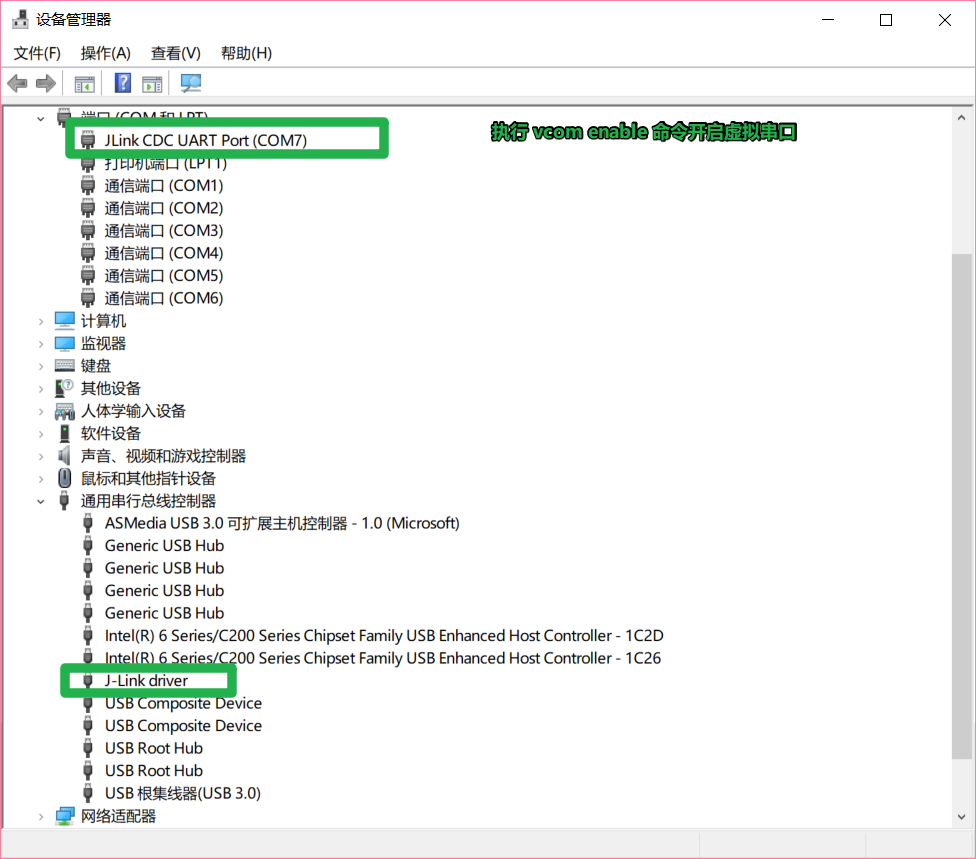 设备管理器
文件(F) 操作(A) 查看(V) 帮助(H)
端口 (COM 和 LPT)
JLink CDC UART Port (COM7)
执行 vcom enable 命令开启虚拟串口
打印机端口 (LPT1)
通信端口 (COM1)
通信端口 (COM2)
通信端口 (COM3)
通信端口 (COM4)
通信端口 (COM5)
通信端口 (COM6)
计算机
监视器
键盘
其他设备
人体学输入设备
软件设备
声音、视频和游戏控制器
鼠标和其他指针设备
通用串行总线控制器
ASMedia USB 3.0 可扩展主机控制器 - 1.0 (Microsoft)
Generic USB Hub
Generic USB Hub
Generic USB Hub
Generic USB Hub
Intel(R) 6 Series/C200 Series Chipset Family USB Enhanced Host Controller - 1C2D
Intel(R) 6 Series/C200 Series Chipset Family USB Enhanced Host Controller - 1C26
J-Link driver
USB Composite Device
USB Composite Device
USB Root Hub
USB Root Hub
USB 根集线器(USB 3.0)
网络适配器